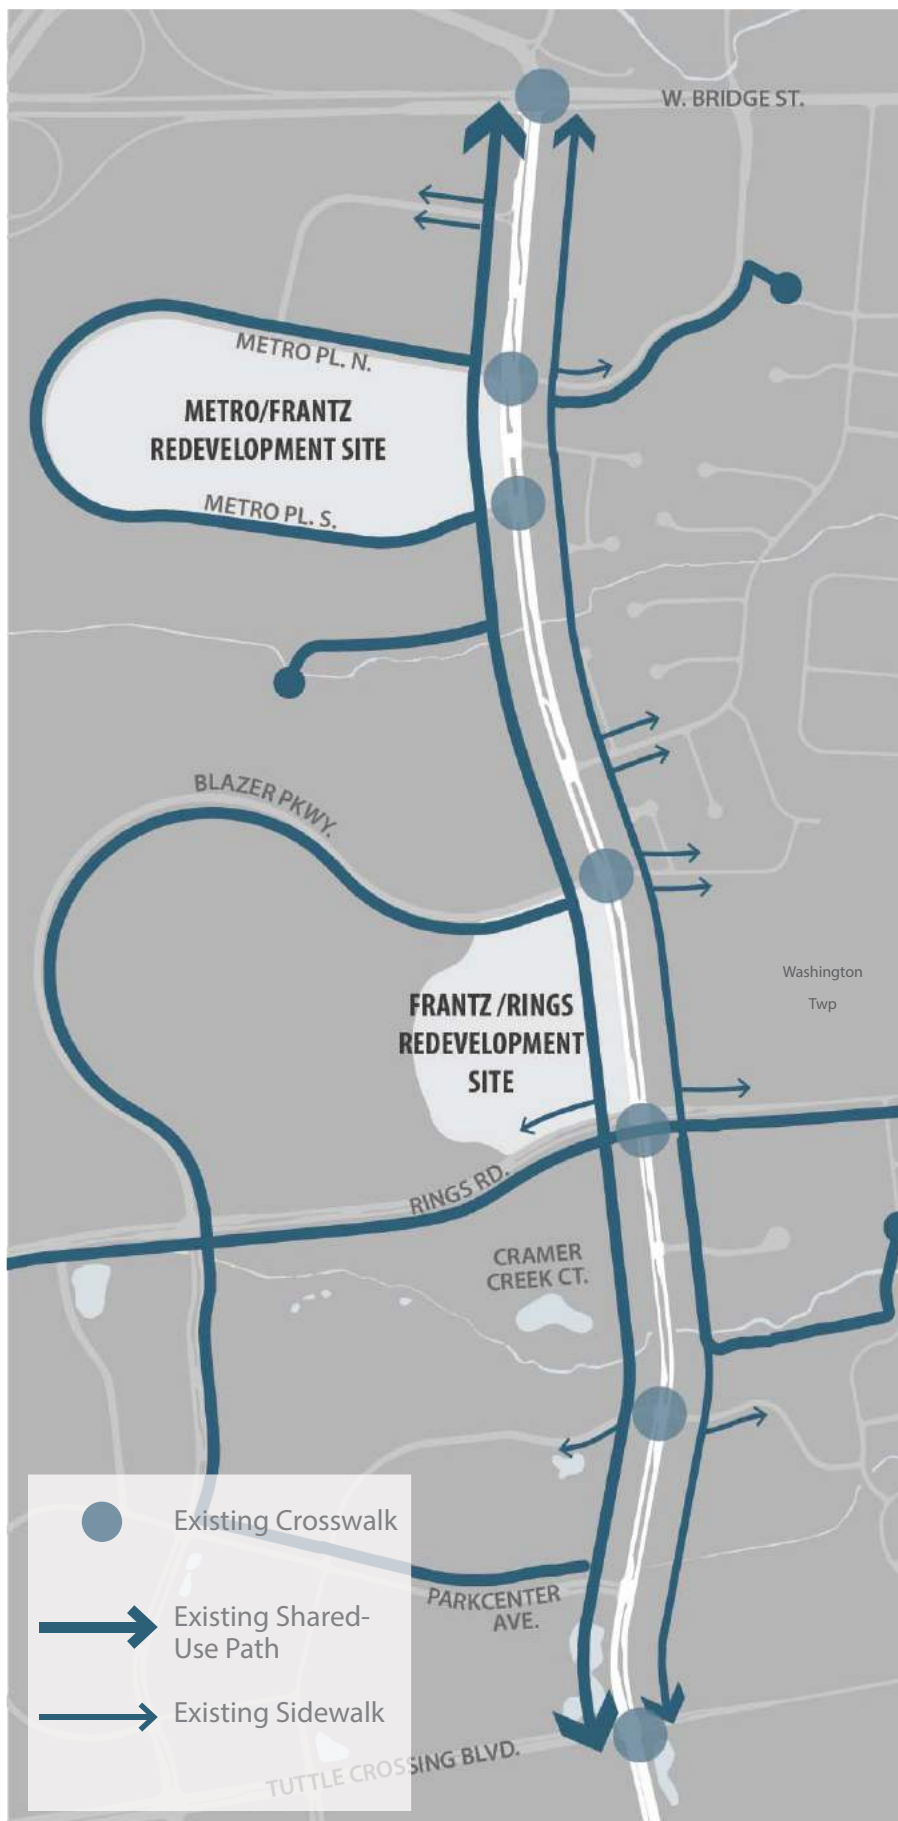 W. BRIDGE ST.
METRO PL. N.
METRO/FRANTZ
REDEVELOPMENT SITE
METRO PL. S.
BLAZER PKWY.
Washington
Twp
FRANTZ /RINGS
REDEVELOPMENT
SITE
RINGS RD.
CRAMER
CREEK CT.
Existing Crosswalk
Existing Shared-
Use Path
Existing Sidewalk
PARKCENTER
AVE.
TUTTLE CROSSING BLVD.